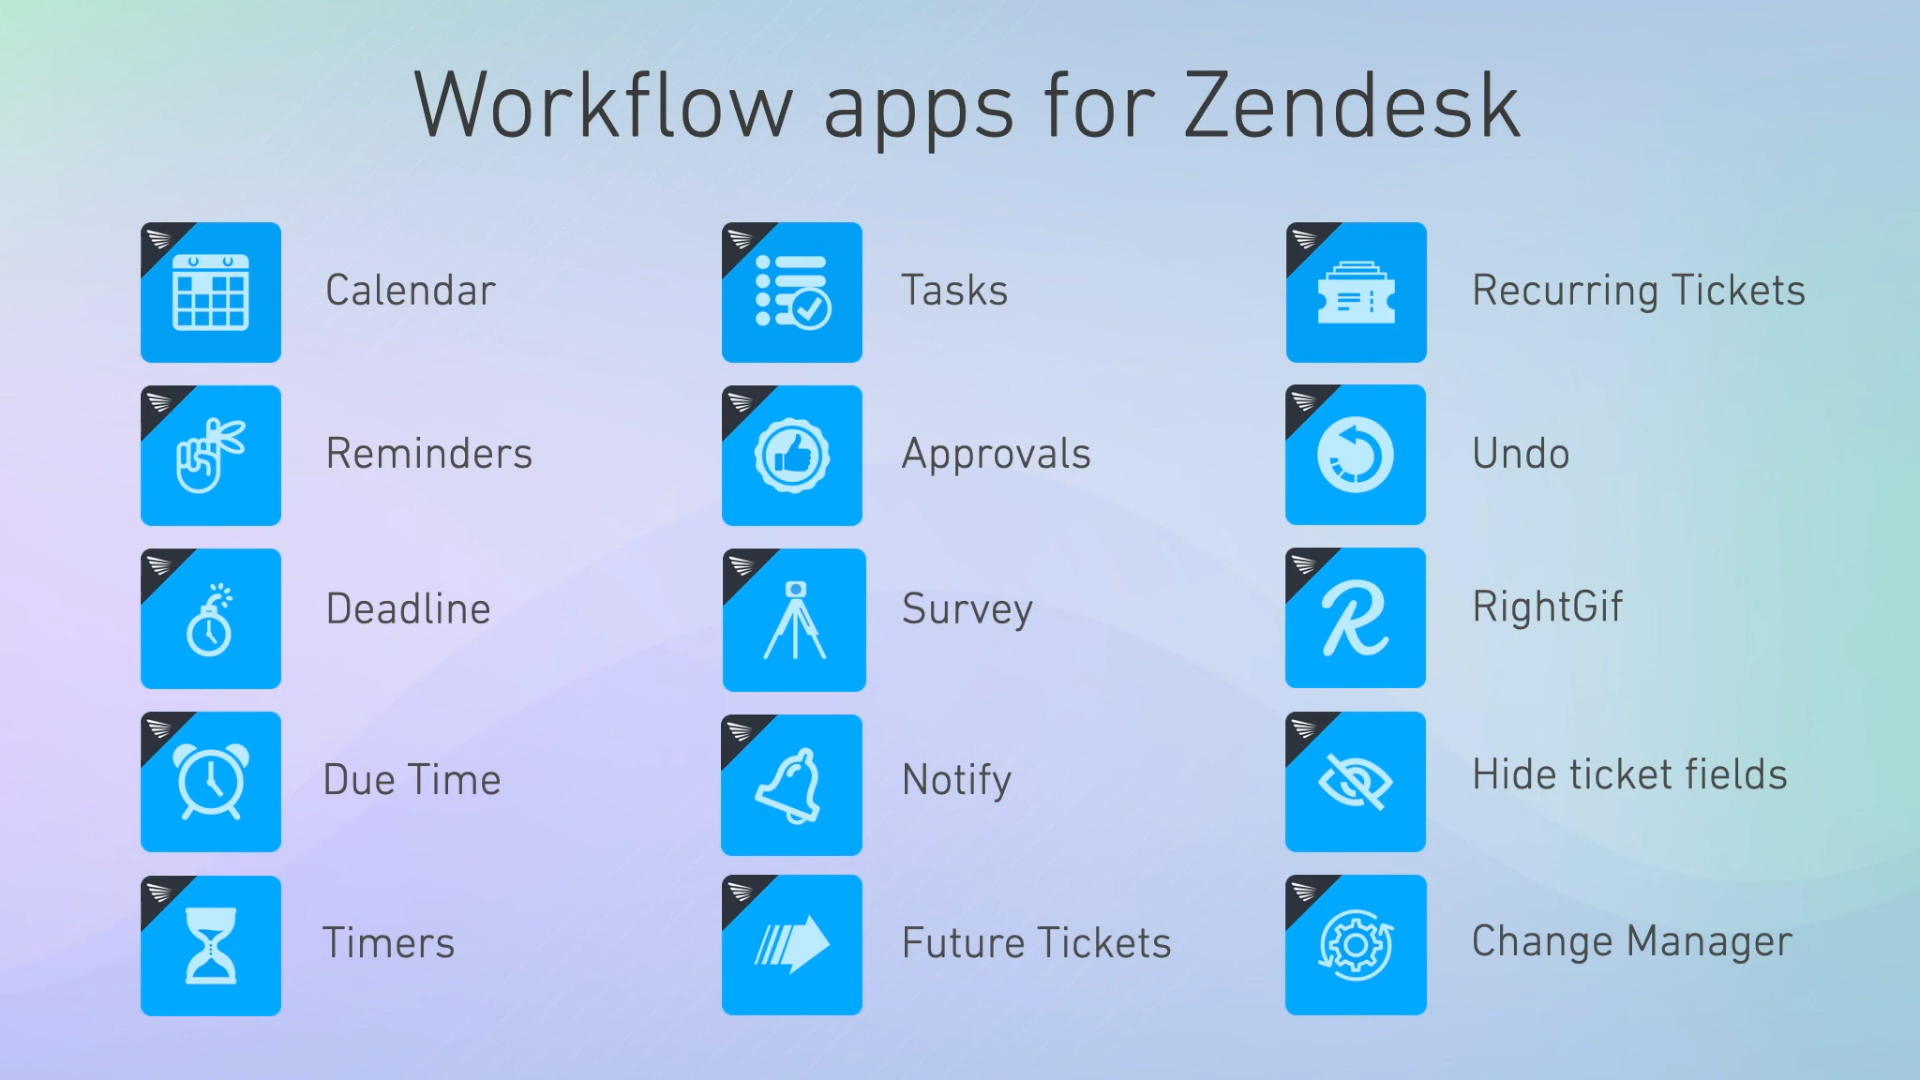 Workflow apps for Zendesk
Calendar
Tasks
Recurring Tickets
Reminders
Approvals
Undo
Deadline
Survey
RightGif
Due Time
Notify
Hide ticket fields
Timers
Future Tickets
Change Manager